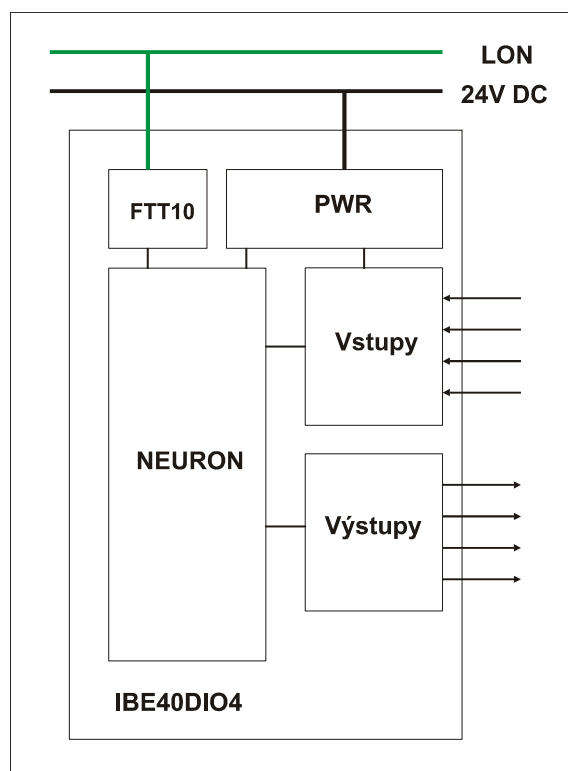 LON
24V DC
FTT10
PWR
Vstupy
NEURON
Výstupy
IBE40DIO4